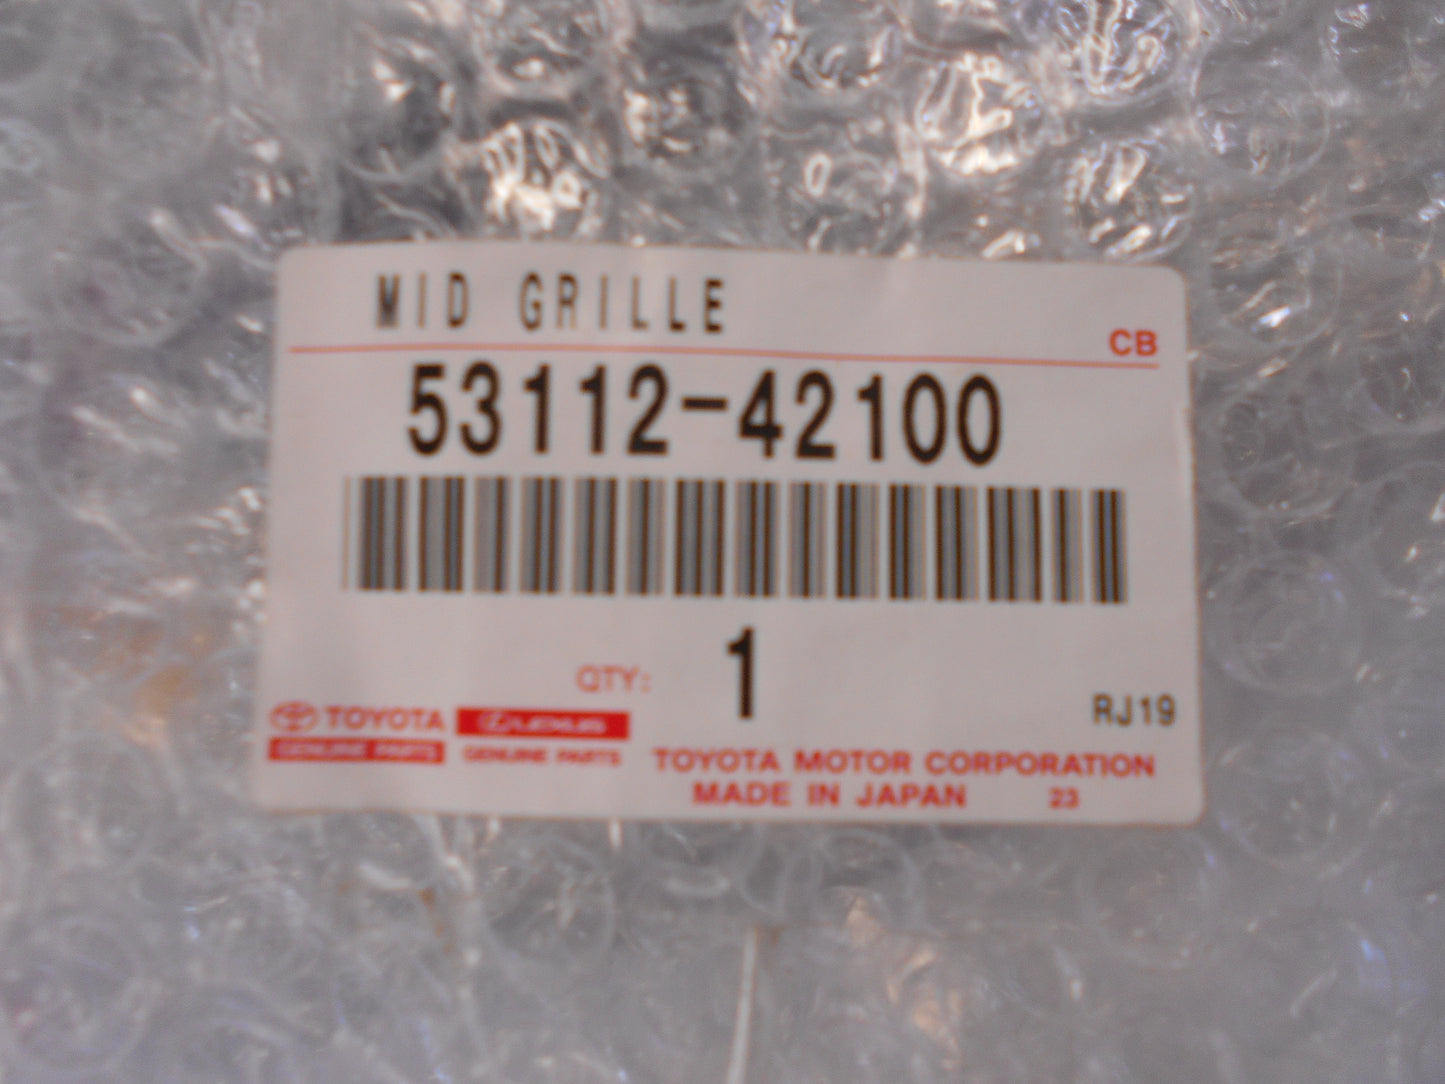 MID GRILLE
CB
53112-42100
QTY: 1
RJ19
TOYOTA LEXUS
GENUINE PARTS GENUINE PARTS
TOYOTA MOTOR CORPORATION
MADE IN JAPAN 23